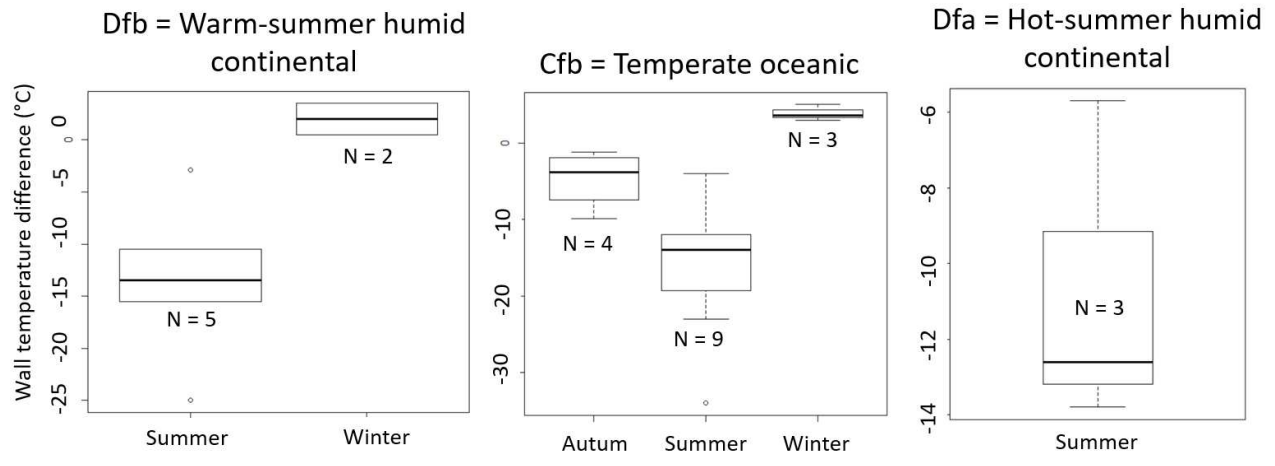 Dfb = Warm-summer humid
continental
Wall temperature difference (°C)
0
0
-5
-10
-15
-20
-25
N = 5
N = 2
Summer
Winter
Cfb = Temperate oceanic
0
-10
-20
-30
N = 4
N = 9
N = 3
Autum
Summer
Winter
Dfa = Hot-summer humid
continental
-6
-8
-10
-12
-14
N = 3
Summer